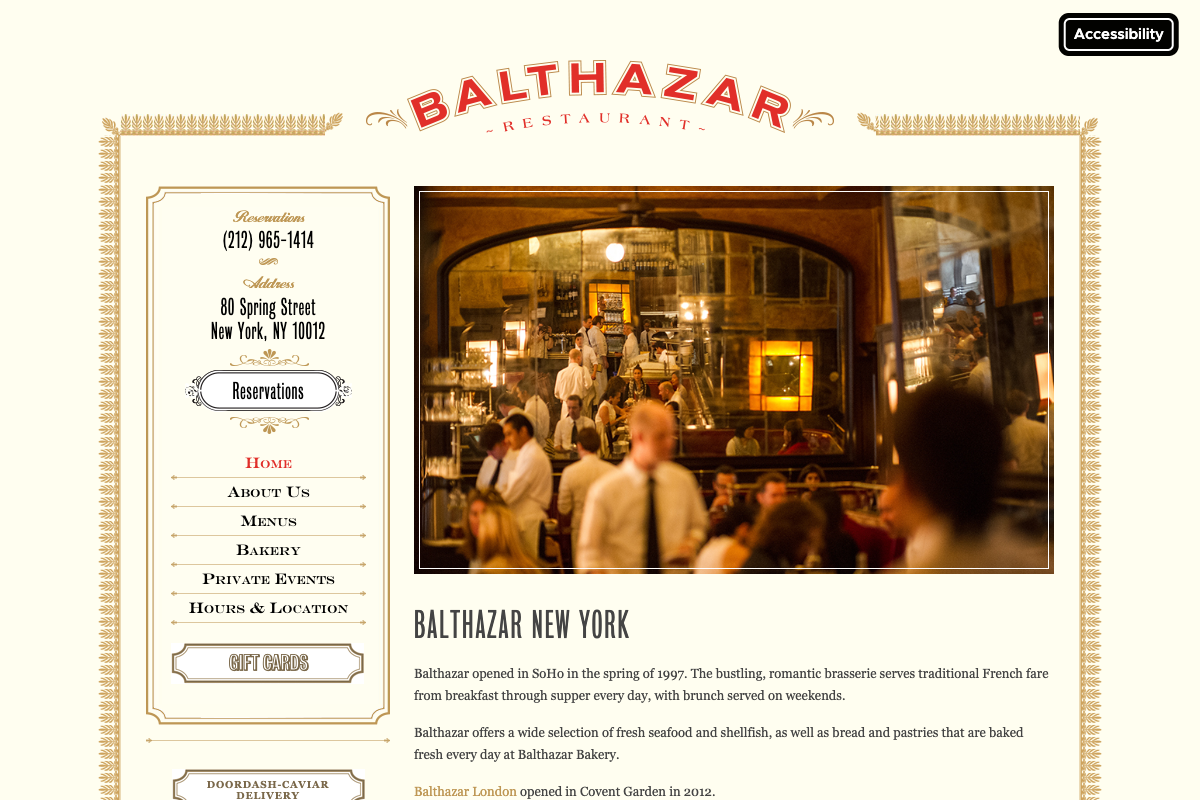 Accessibility
BALTHAZAR
~ RESTAURANT ~
Reservations
(212) 965-1414
Address
80 Spring Street
New York, NY 10012
Reservations
Home
About Us
Menus
Bakery
Private Events
Hours & Location
GIFT CARDS
DOORDASH-CAVIAR
DELIVERY
BALTHAZAR NEW YORK
Balthazar opened in SoHo in the spring of 1997. The bustling, romantic brasserie serves traditional French fare
from breakfast through supper every day, with brunch served on weekends.
Balthazar offers a wide selection of fresh seafood and shellfish, as well as bread and pastries that are baked
fresh every day at Balthazar Bakery.
Balthazar London opened in Covent Garden in 2012.